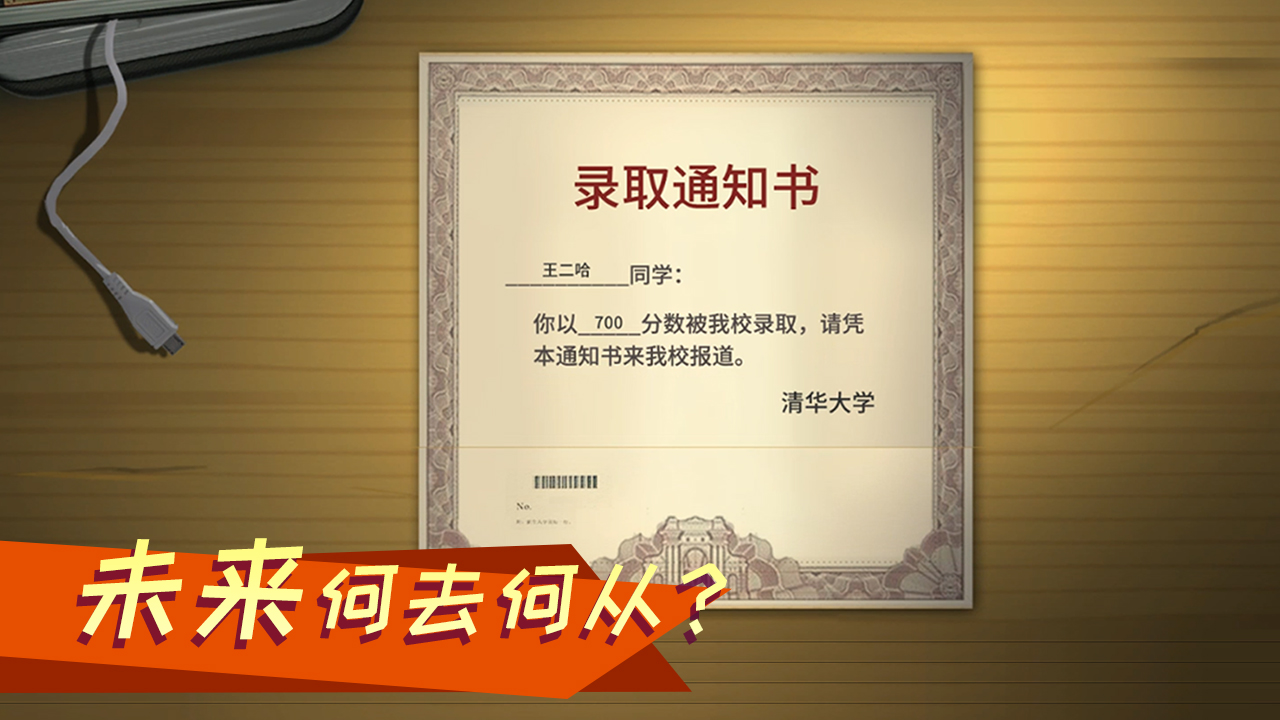 录取通知书
王二哈同学：
你以700分数被我校录取，请凭
本通知书来我校报道。
清华大学
No.
未来何去何从？